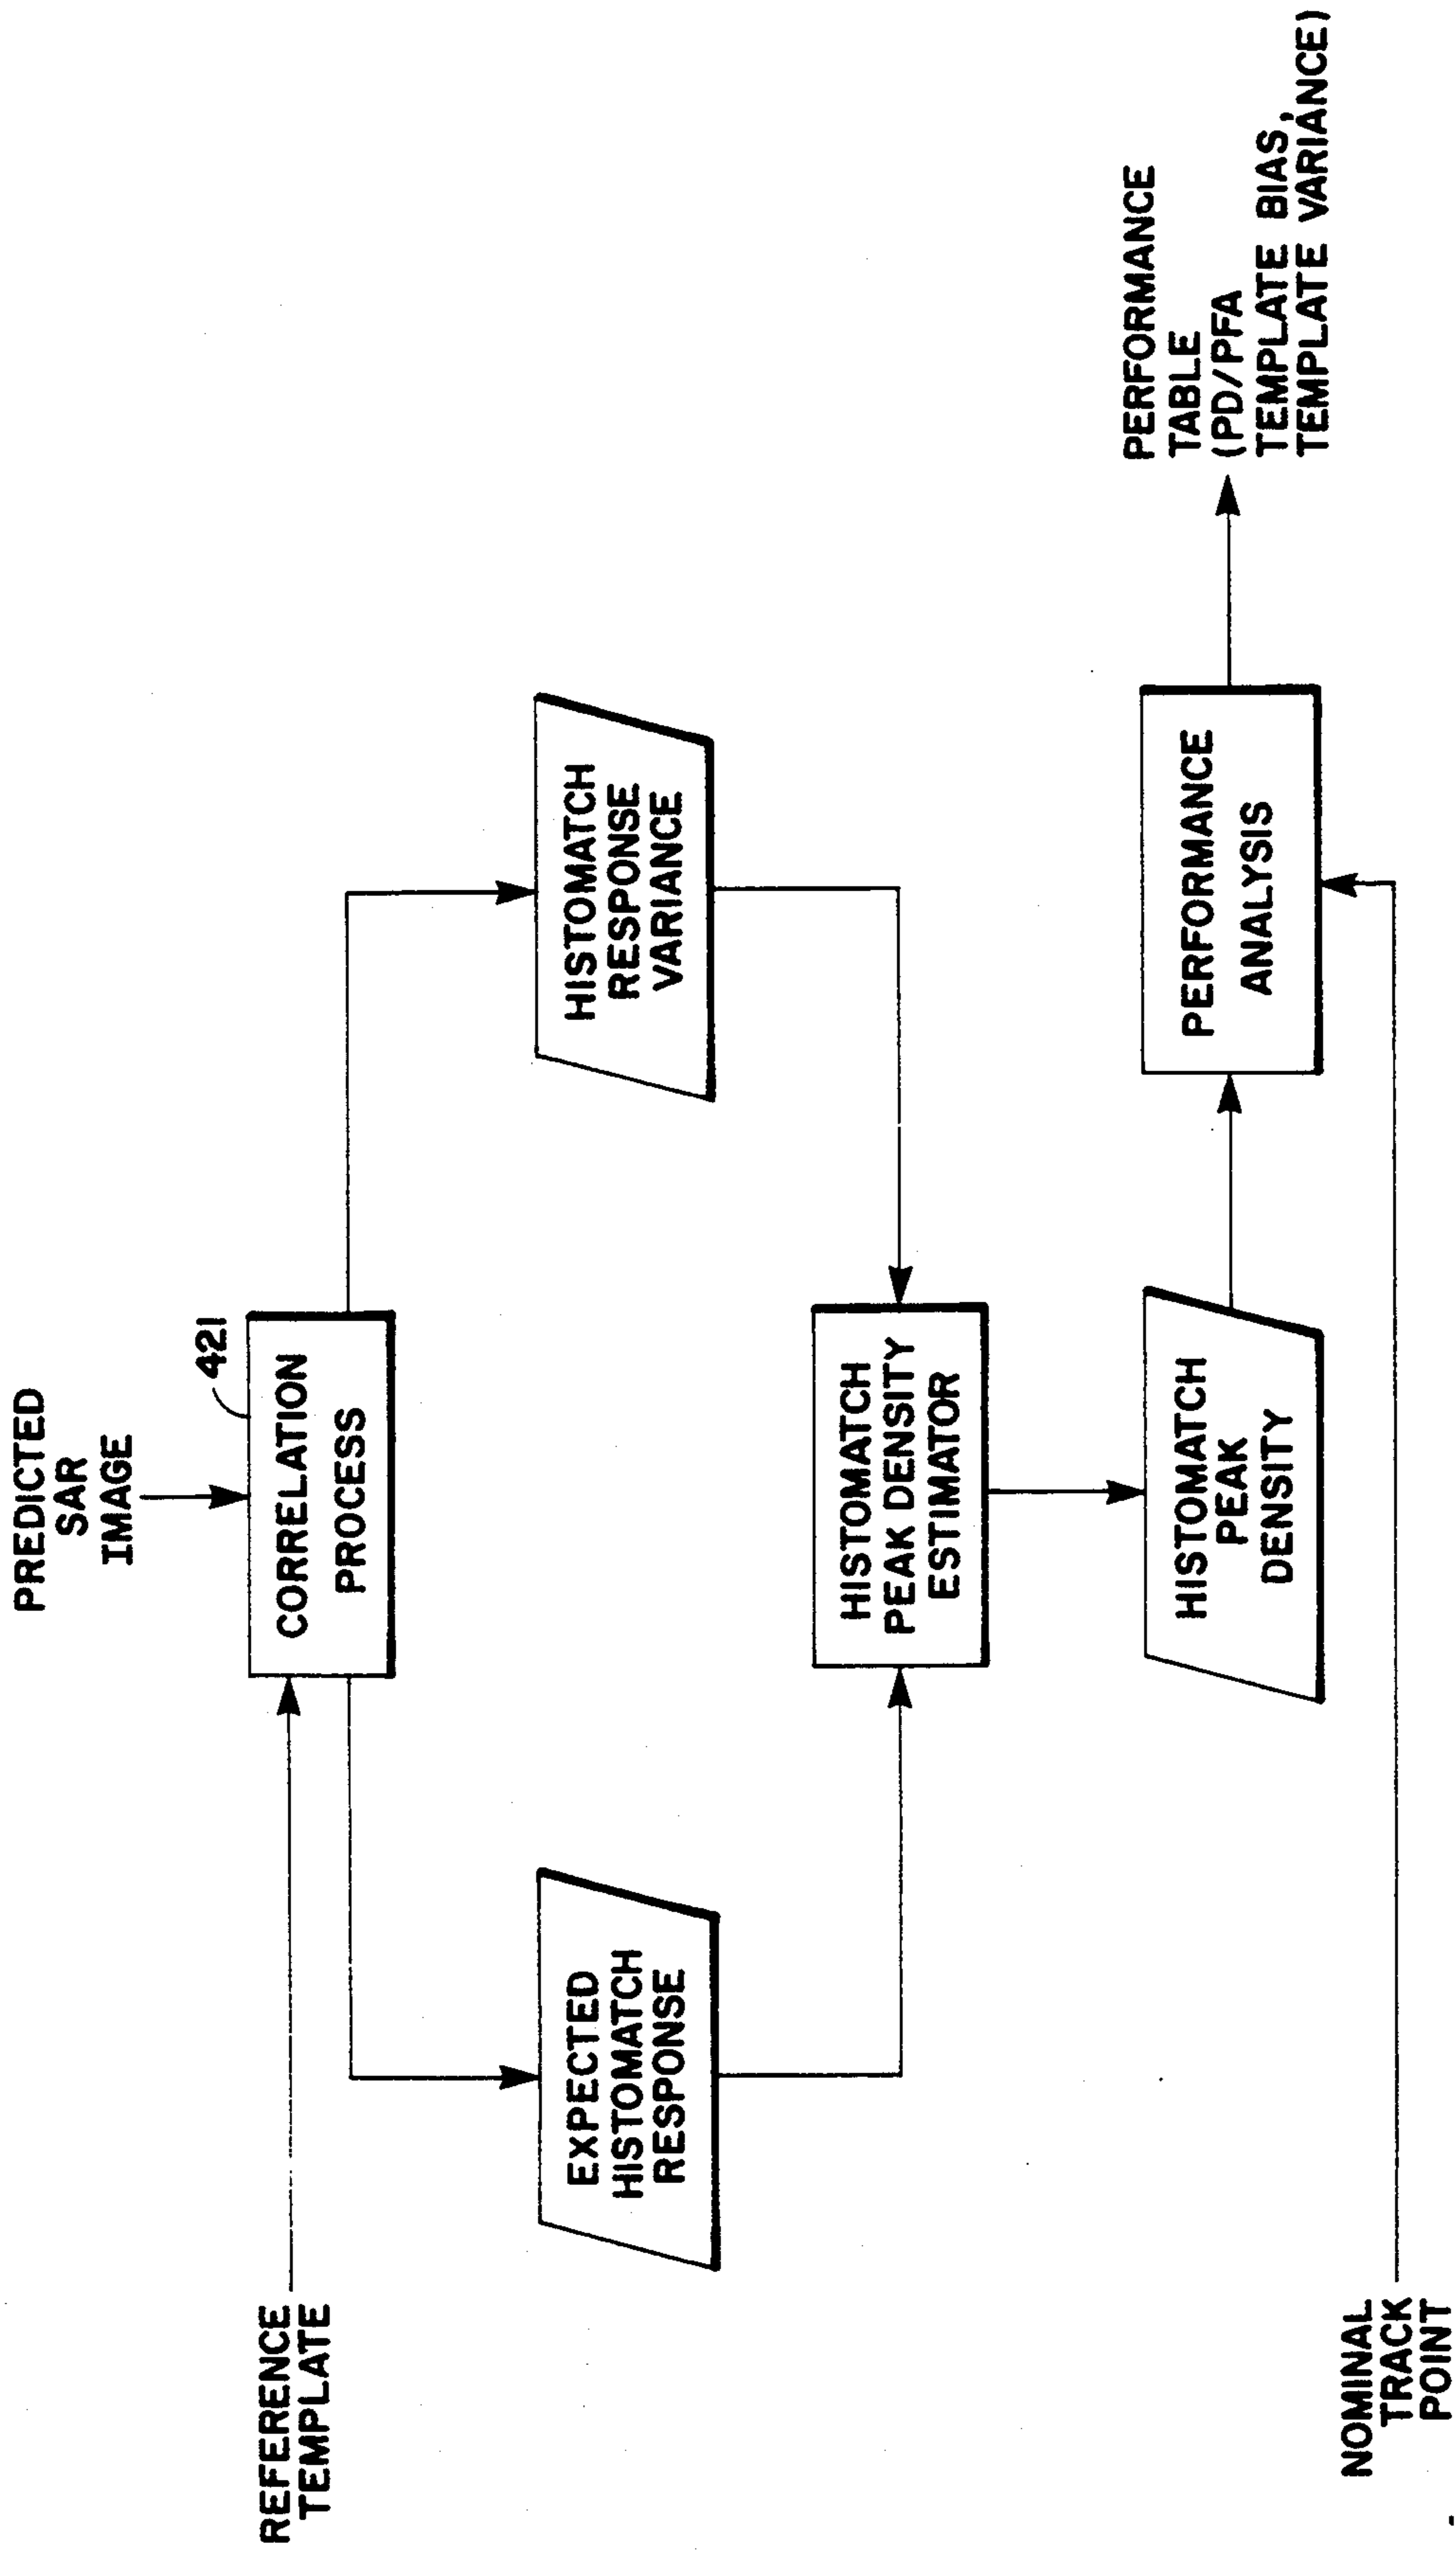 PREDICTED
SAR
IMAGE
421
REFERENCE
TEMPLATE
CORRELATION
PROCESS
EXPECTED
HISTOMATCH
RESPONSE
HISTOMATCH
RESPONSE
VARIANCE
HISTOMATCH
PEAK DENSITY
ESTIMATOR
HISTOMATCH
PEAK
DENSITY
PERFORMANCE
ANALYSIS
PERFORMANCE
TABLE
(PD/PFA
TEMPLATE BIAS,
TEMPLATE VARIANCE)
NOMINAL
TRACK
POINT